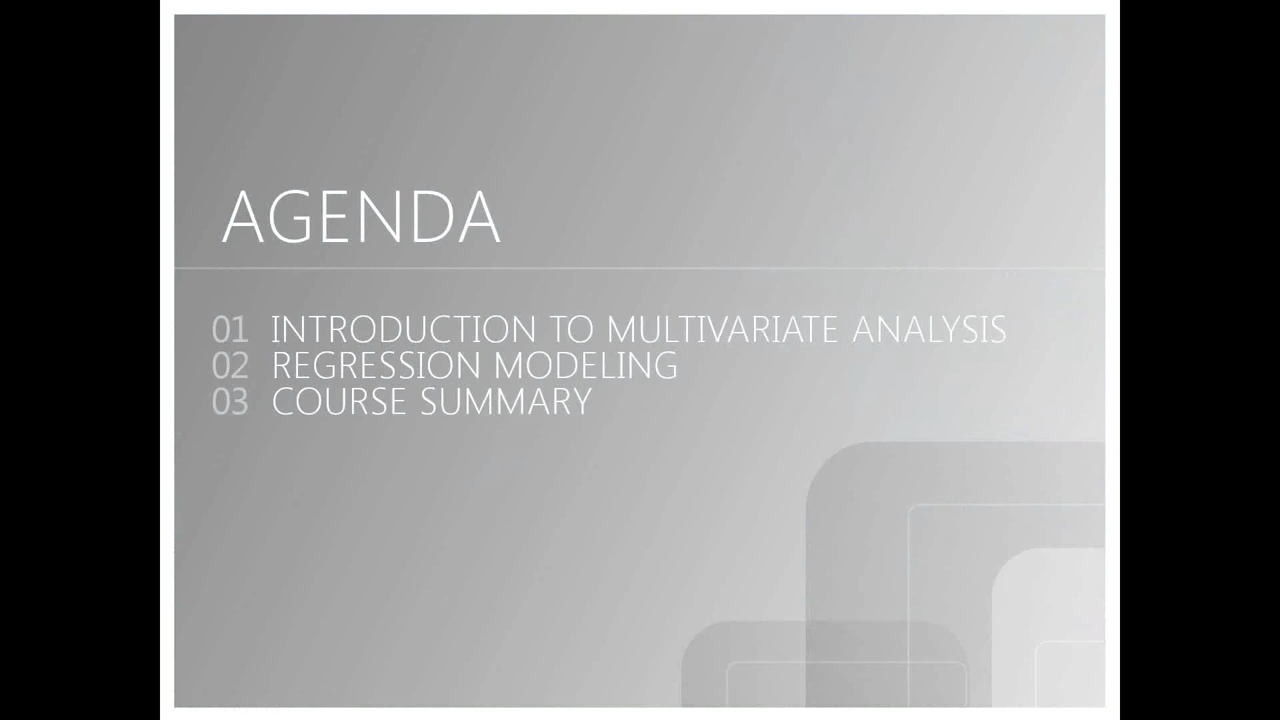 AGENDA
01 INTRODUCTION TO MULTIVARIATE ANALYSIS
02 REGRESSION MODELING
03 COURSE SUMMARY